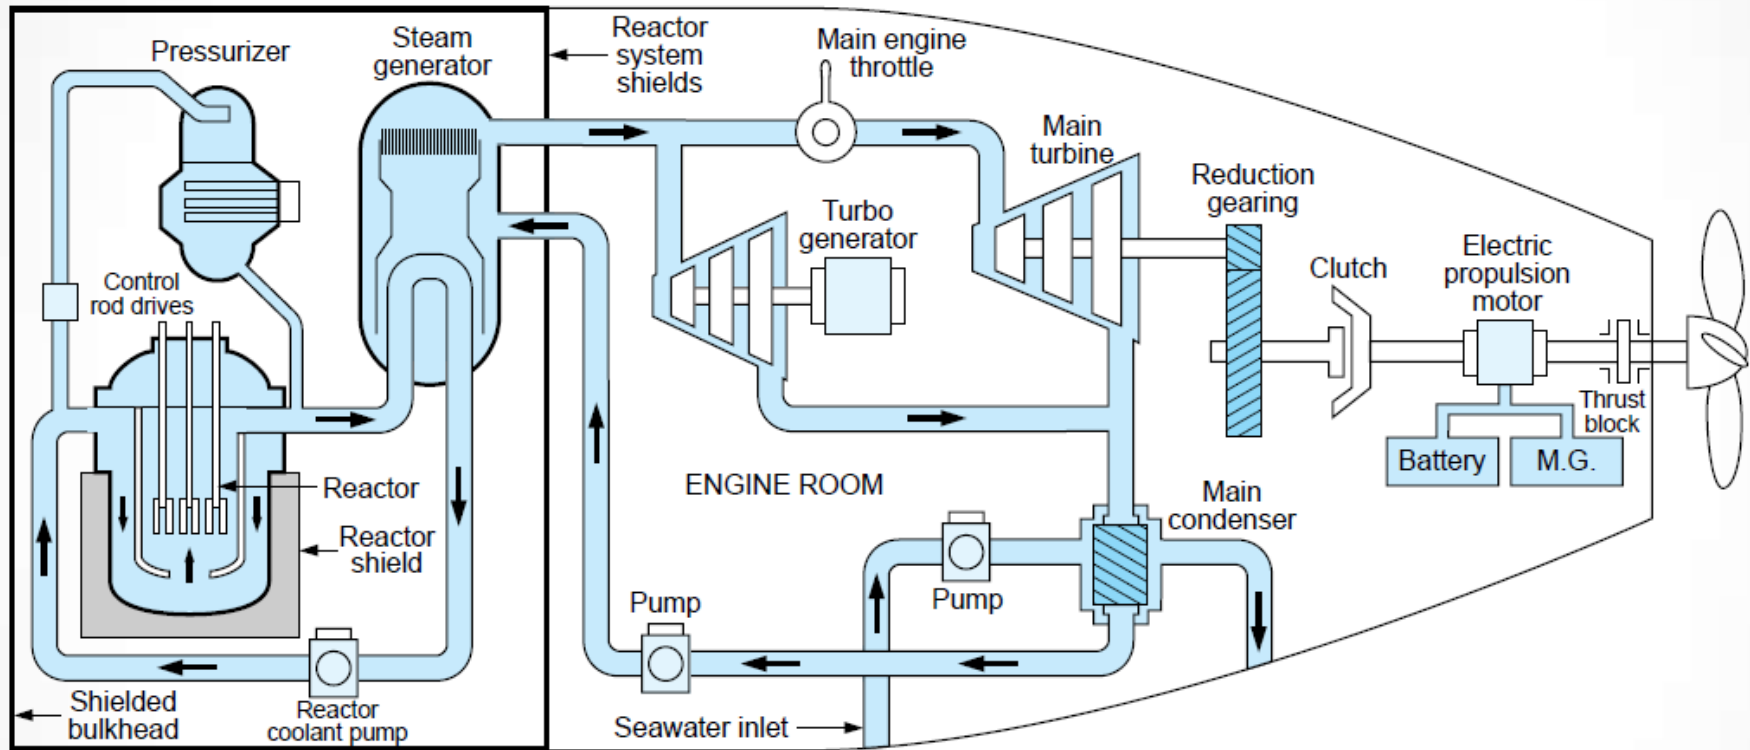 Pressurizer
Steam
generator
Reactor
system
shields
Main engine
throttle
Main
turbine
Reduction
gearing
Turbo
generator
Clutch
Electric
propulsion
motor
Control
rod drives
Thrust
block
Battery
M.G.
ENGINE ROOM
Reactor
Reactor
shield
Main
condenser
Pump
Pump
Shielded
bulkhead
Reactor
coolant pump
Seawater inlet